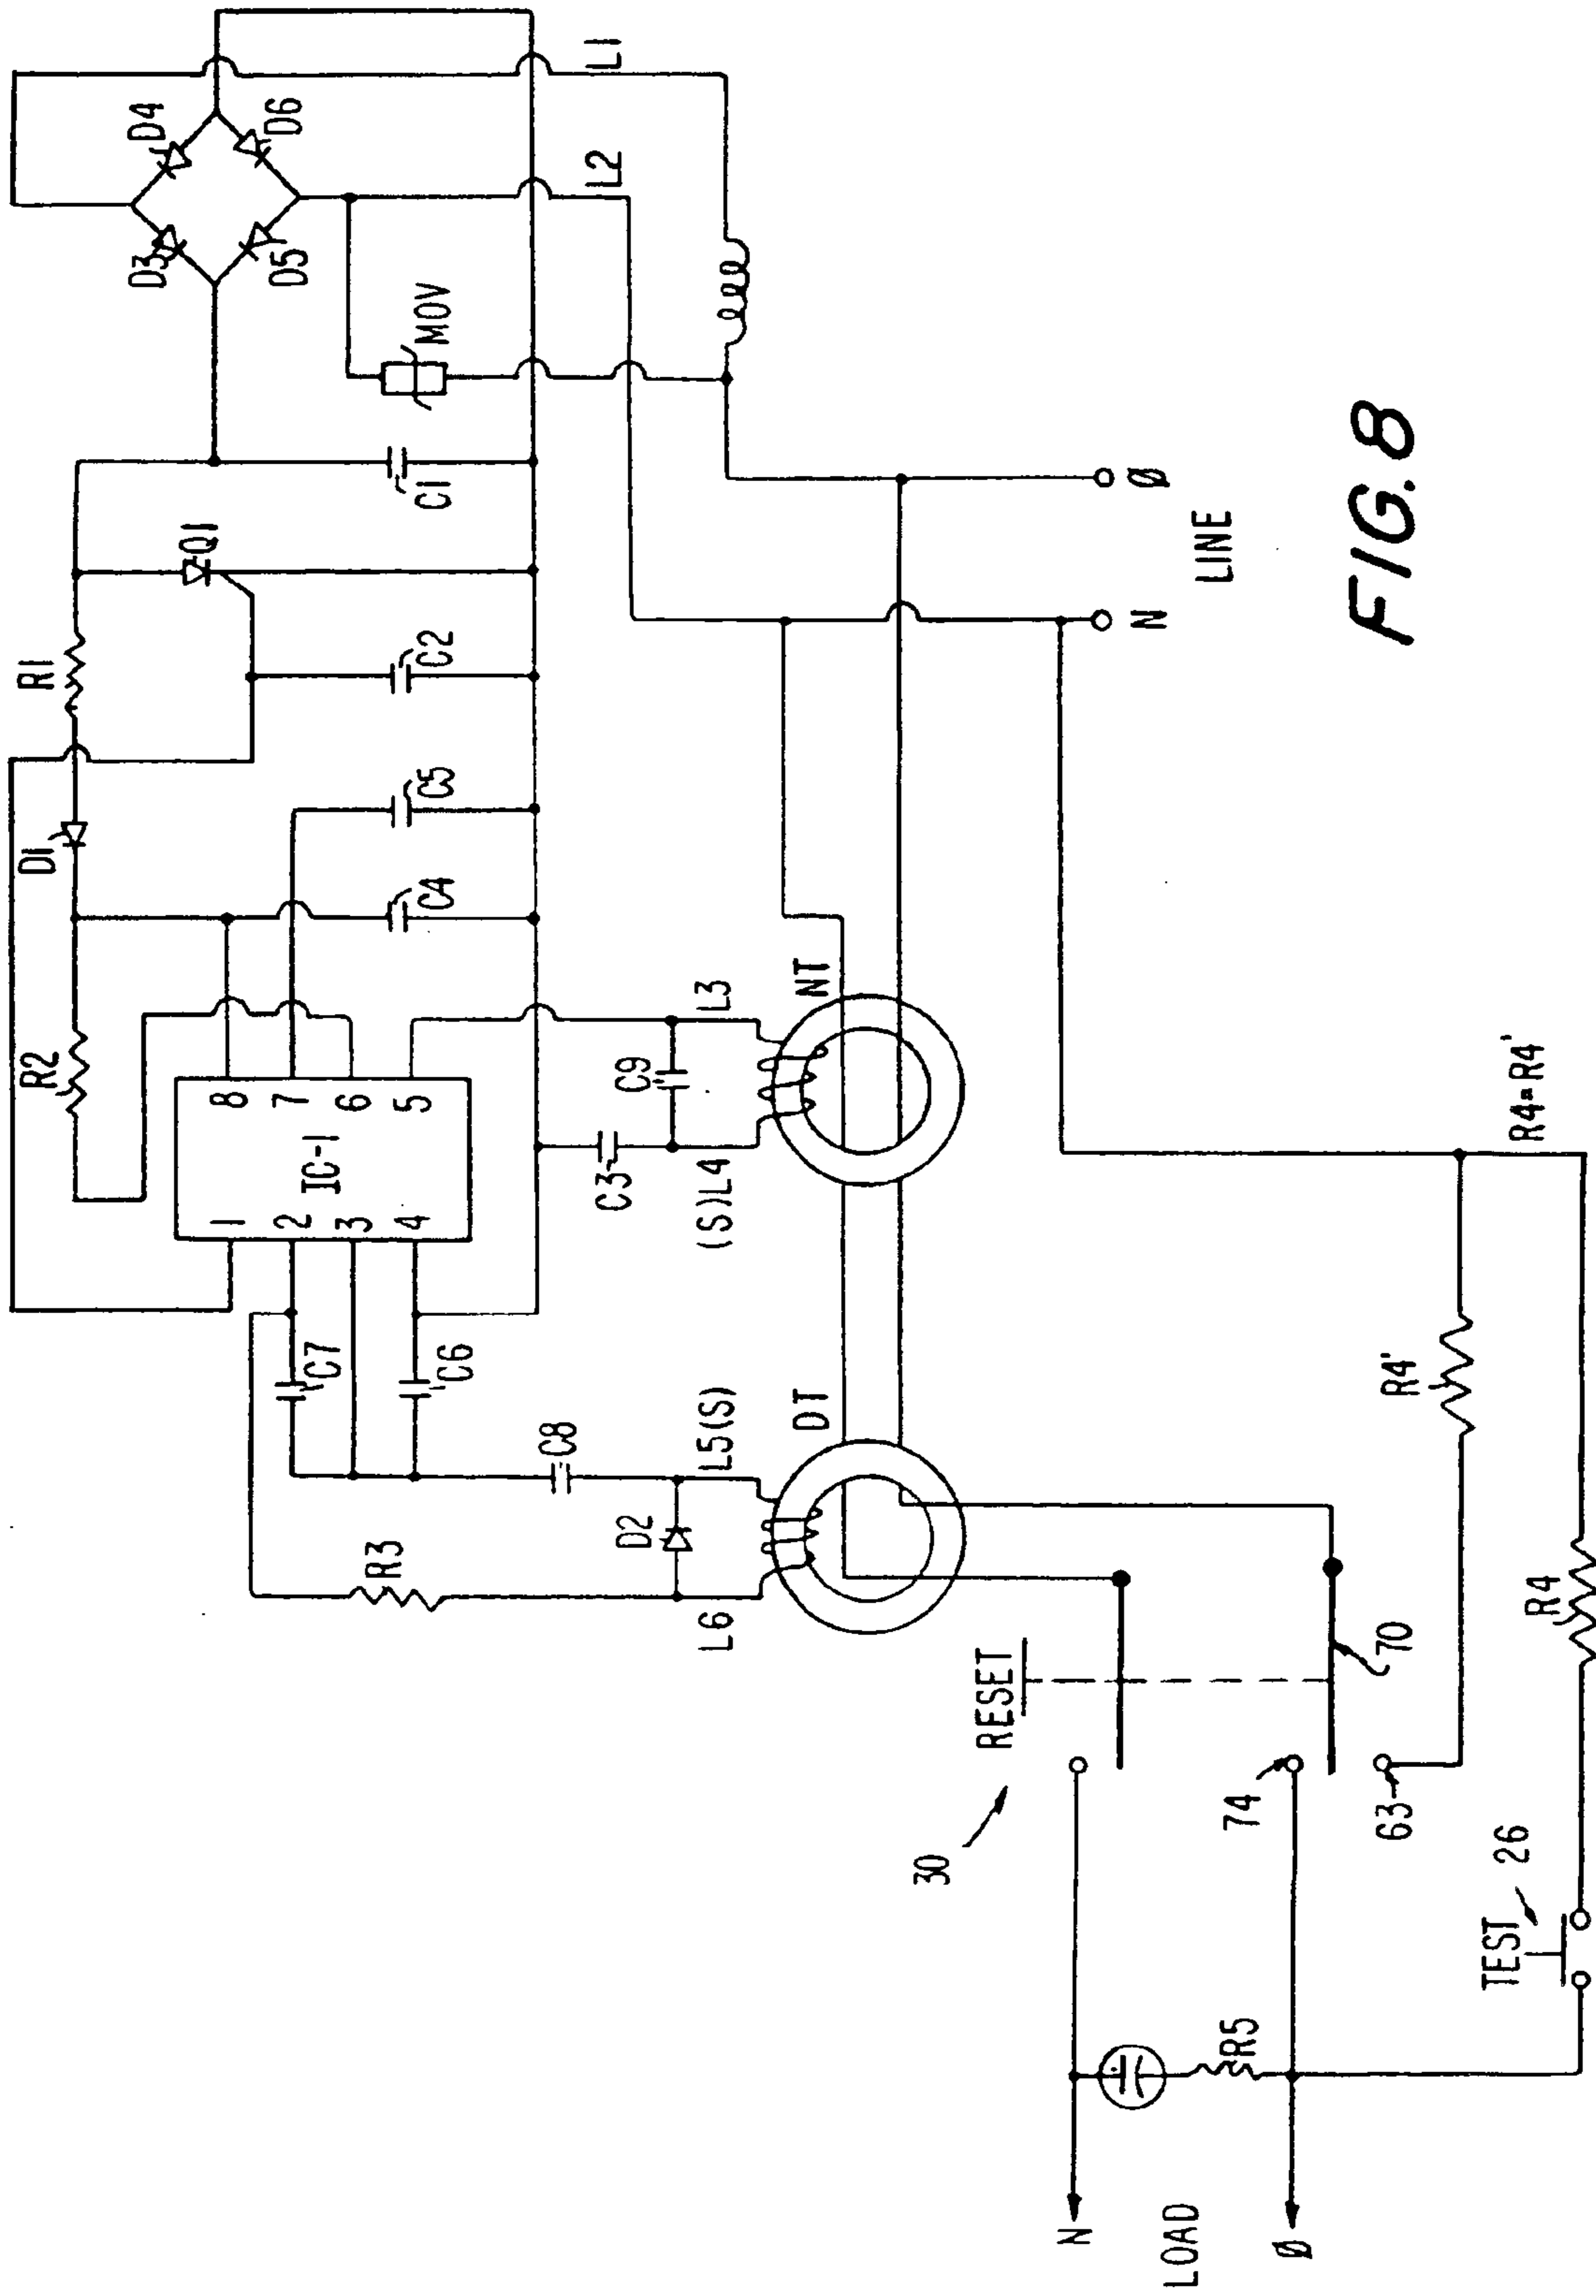 D4
D6
D3
D5
L1
L2
MOV
C1
Q1
R1
C2
C5
D1
C4
R2
IC-1
8
7
6
5
1
2
3
4
C7
C6
C9
C3
L3
(S)L4
NT
C8
D2
R3
L5(S)
L6
DT
N
Ø
LINE
RESET
30
70
74
63
R4'
R4=R4'
R4
TEST
26
R5
N
LOAD
Ø
FIG. 8